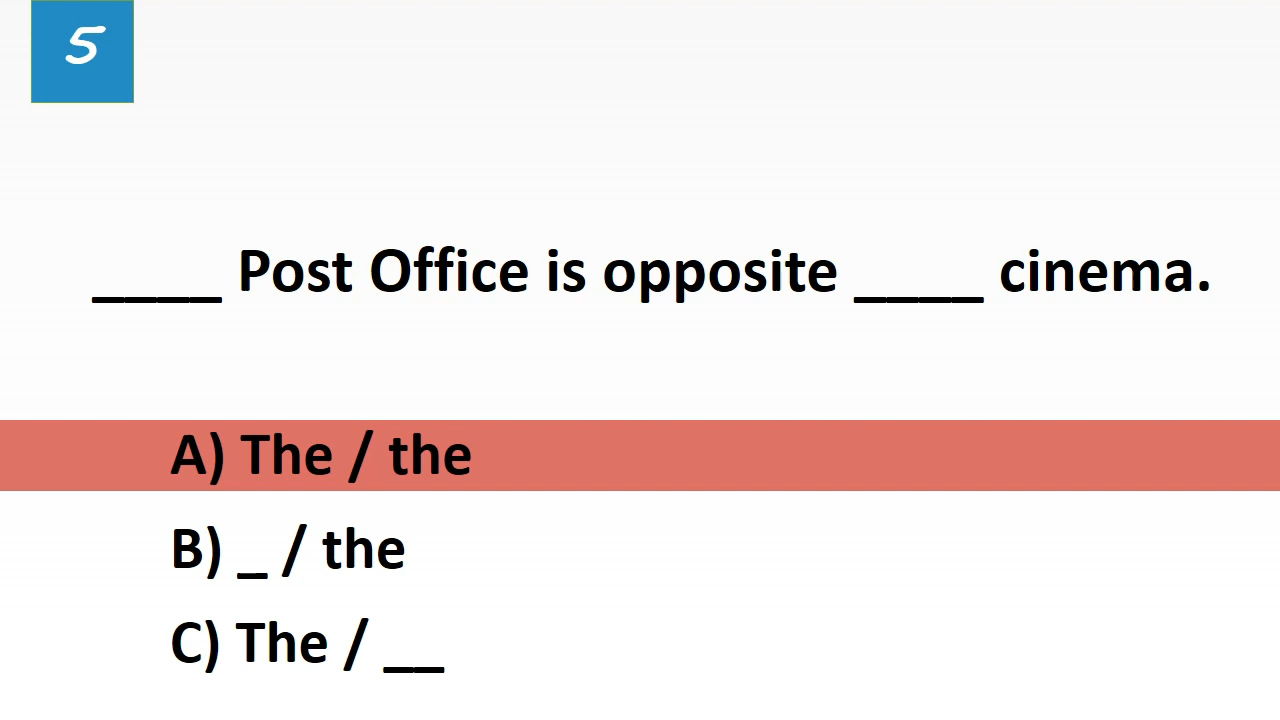 5
____ Post Office is opposite ____ cinema.
A) The / the
B) _ / the
C) The / __